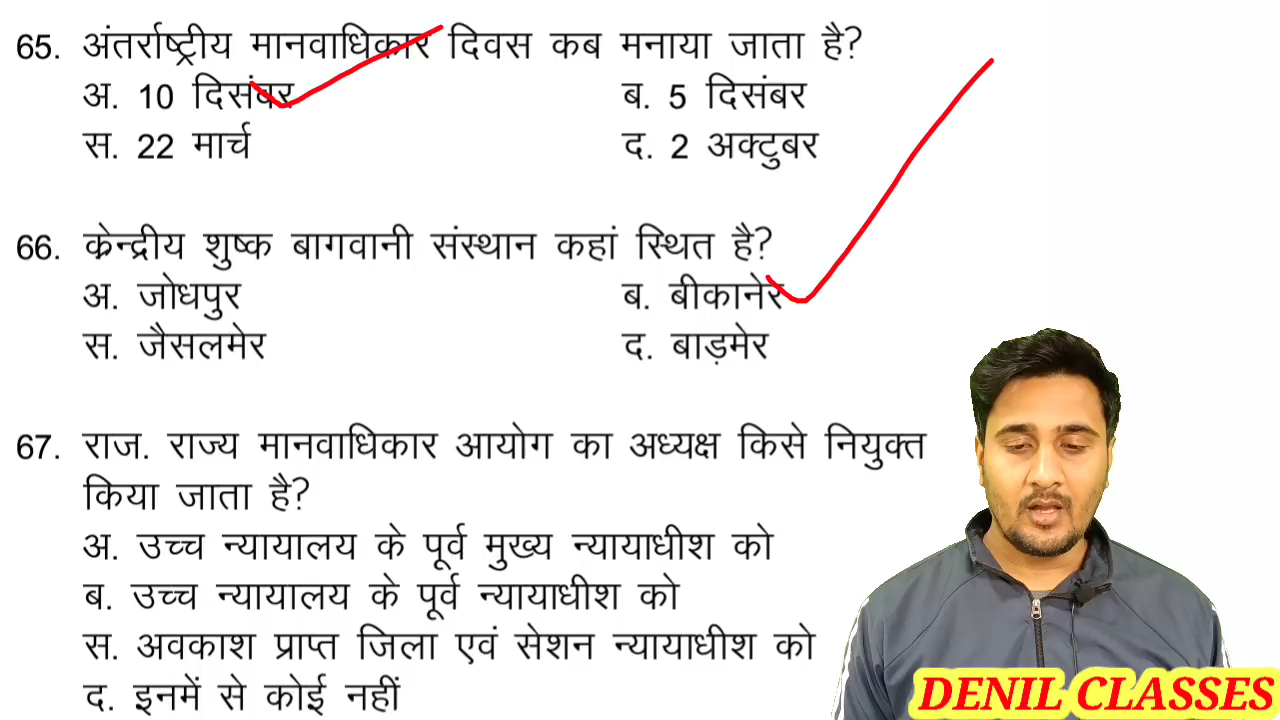 65. अंतर्राष्ट्रीय मानवाधिकार दिवस कब मनाया जाता है?
अ. 10 दिसंबर ब. 5 दिसंबर
स. 22 मार्च द. 2 अक्टुबर
66. केन्द्रीय शुष्क बागवानी संस्थान कहां स्थित है?
अ. जोधपुर ब. बीकानेर
स. जैसलमेर द. बाड़मेर
67. राज. राज्य मानवाधिकार आयोग का अध्यक्ष किसे नियुक्त
किया जाता है?
अ. उच्च न्यायालय के पूर्व मुख्य न्यायाधीश को
ब. उच्च न्यायालय के पूर्व न्यायाधीश को
स. अवकाश प्राप्त जिला एवं सेशन न्यायाधीश को
द. इनमें से कोई नहीं
DENIL CLASSES